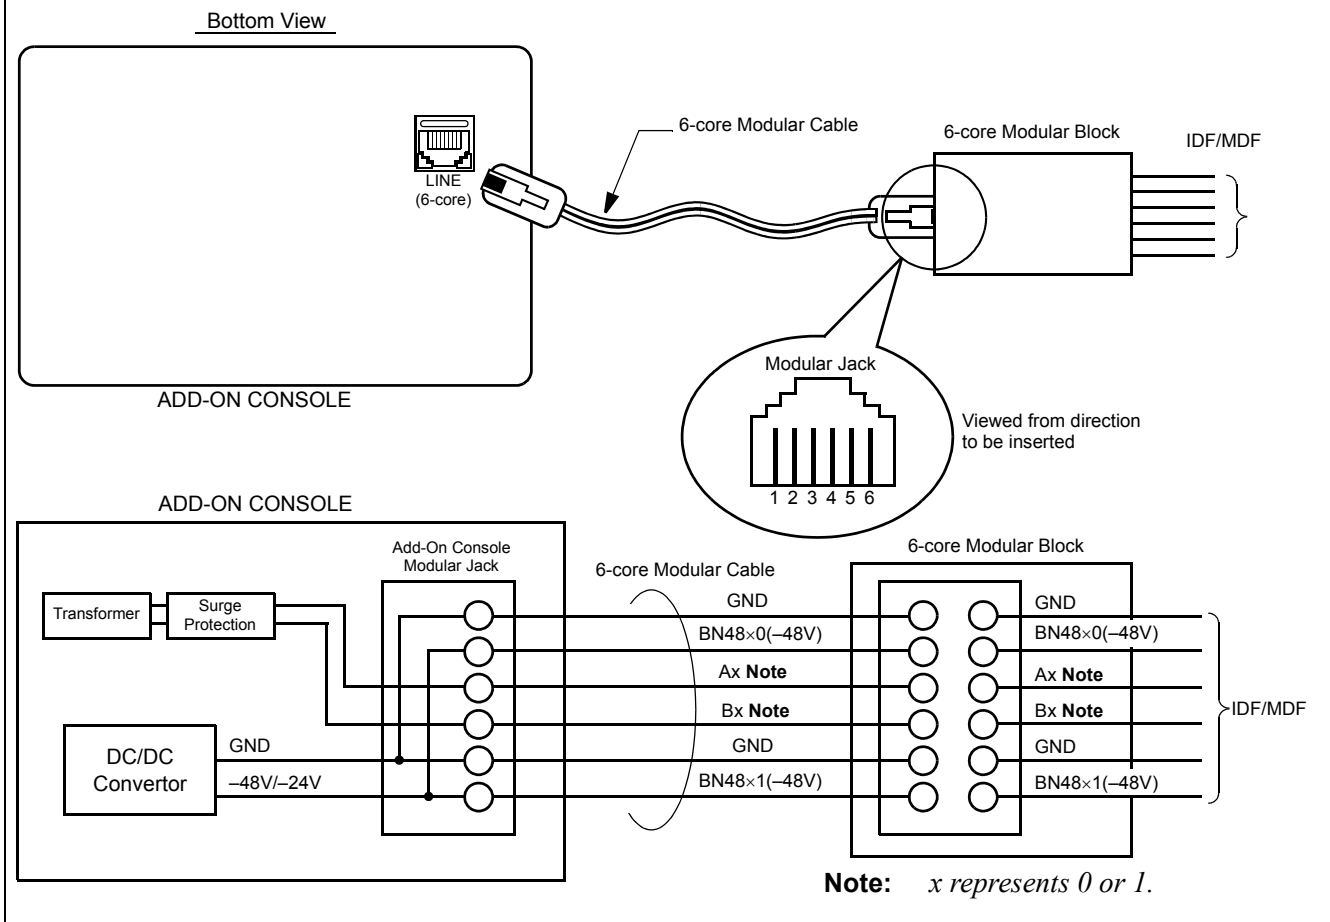 Bottom View
6-core Modular Cable
6-core Modular Block
IDF/MDF
LINE
(6-core)
Modular Jack
ADD-ON CONSOLE
Viewed from direction
to be inserted
1 2 3 4 5 6
ADD-ON CONSOLE
Add-On Console
Modular Jack
6-core Modular Cable
6-core Modular Block
Transformer
Surge
Protection
GND
BN48×0(–48V)
Ax Note
Bx Note
GND
BN48×1(–48V)
GND
BN48×0(–48V)
Ax Note
Bx Note
GND
BN48×1(–48V)
IDF/MDF
DC/DC
Convertor
GND
–48V/–24V
Note: x represents 0 or 1.